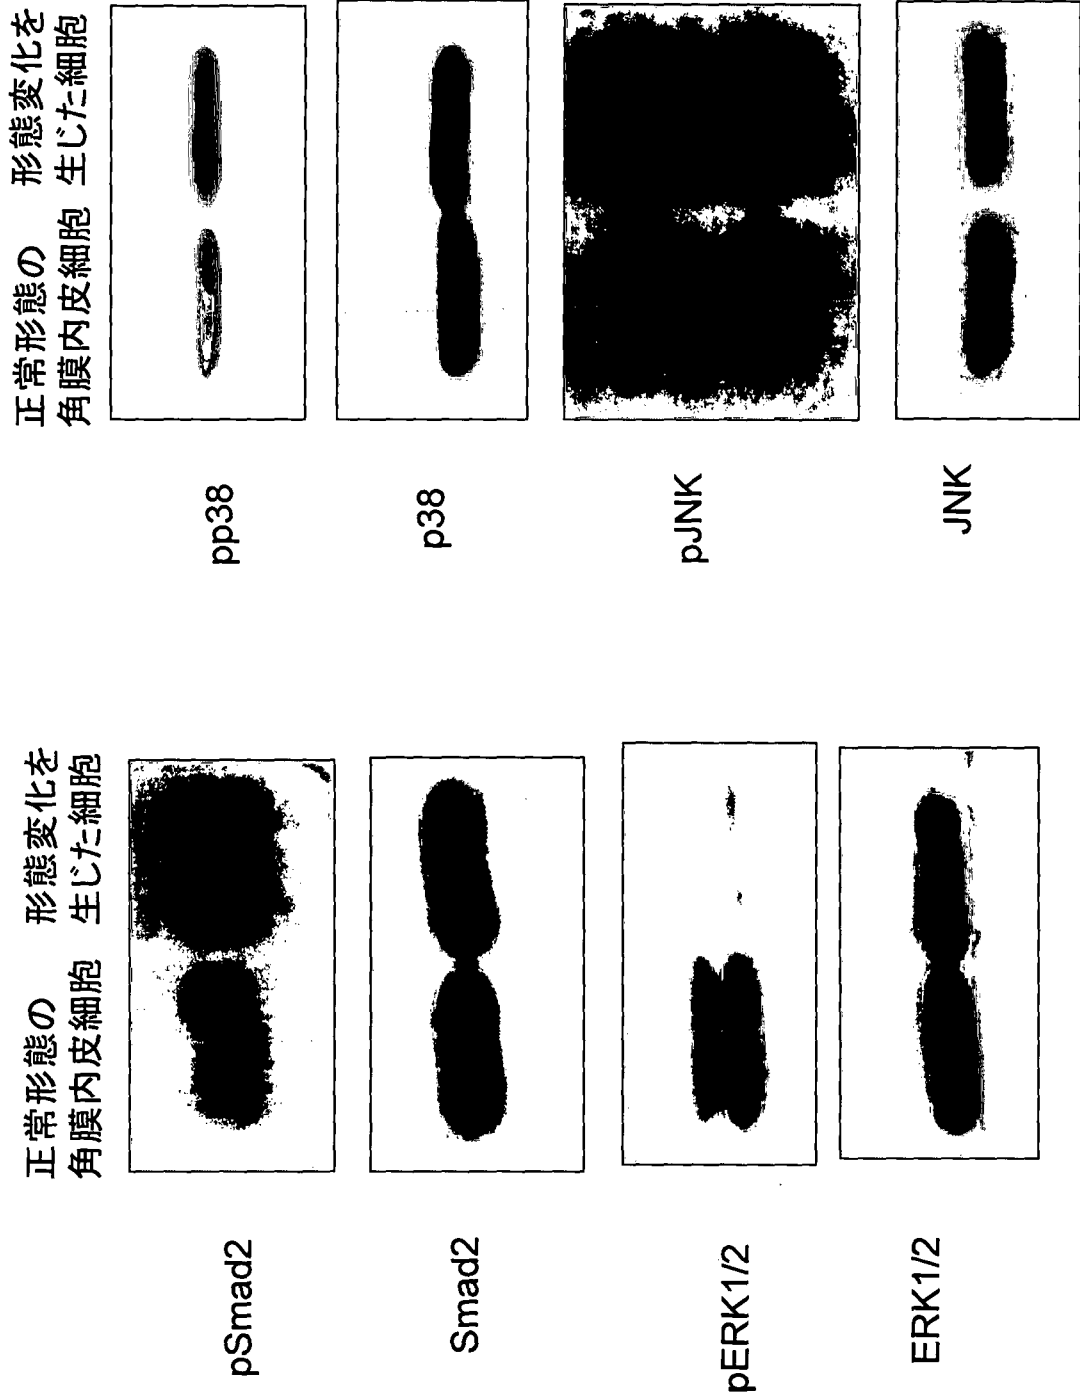 正常形態の
角膜内皮細胞
形態変化を
生じた細胞
pSmad2
Smad2
pERK1/2
ERK1/2
正常形態の
角膜内皮細胞
形態変化を
生じた細胞
pp38
p38
pJNK
JNK